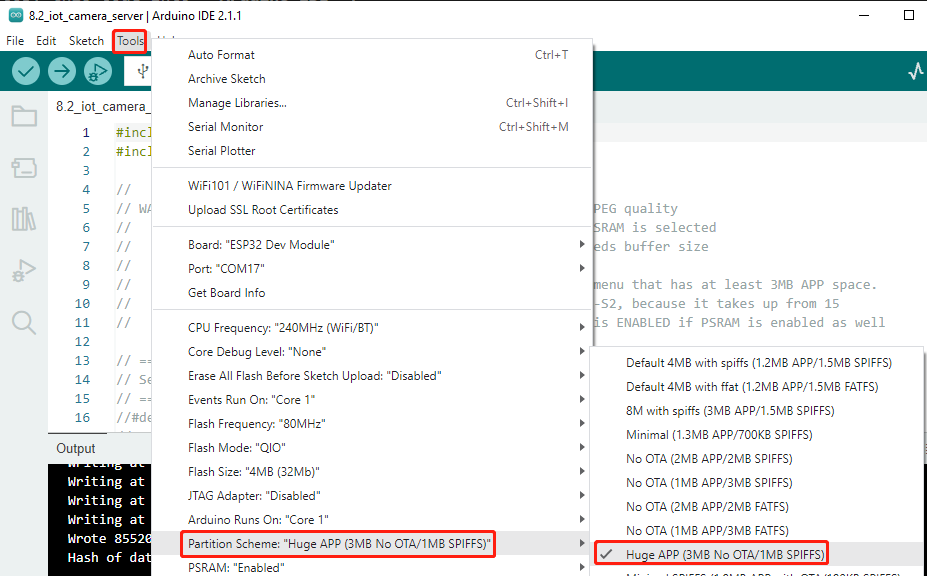 8.2_iot_camera_server | Arduino IDE 2.1.1
File Edit Sketch Tools
8.2_iot_camera_
Auto Format Ctrl+T
Archive Sketch
Manage Libraries... Ctrl+Shift+I
Serial Monitor Ctrl+Shift+M
Serial Plotter
WiFi101 / WiFiNINA Firmware Updater
Upload SSL Root Certificates
Board: "ESP32 Dev Module"
Port: "COM17"
Get Board Info
CPU Frequency: "240MHz (WiFi/BT)"
Core Debug Level: "None"
Erase All Flash Before Sketch Upload: "Disabled"
Events Run On: "Core 1"
Flash Frequency: "80MHz"
Flash Mode: "QIO"
Flash Size: "4MB (32Mb)"
JTAG Adapter: "Disabled"
Arduino Runs On: "Core 1"
Partition Scheme: "Huge APP (3MB No OTA/1MB SPIFFS)"
PSRAM: "Enabled"
Default 4MB with spiffs (1.2MB APP/1.5MB SPIFFS)
Default 4MB with ffat (1.2MB APP/1.5MB FATFS)
8M with spiffs (3MB APP/1.5MB SPIFFS)
Minimal (1.3MB APP/700KB SPIFFS)
No OTA (2MB APP/2MB SPIFFS)
No OTA (1MB APP/3MB SPIFFS)
No OTA (2MB APP/2MB FATFS)
No OTA (1MB APP/3MB FATFS)
Huge APP (3MB No OTA/1MB SPIFFS)
1 #incl
2 #incl
3
4 //
5 // WA PEG quality
6 // SRAM is selected
7 // eds buffer size
8 //
9 // menu that has at least 3MB APP space.
10 // -S2, because it takes up from 15
11 // is ENABLED if PSRAM is enabled as well
12
13 // ==
14 // Se
15 // ==
16 //#de
Output
Writing at
Writing at
Writing at
Writing at
Wrote 85520
Hash of dat